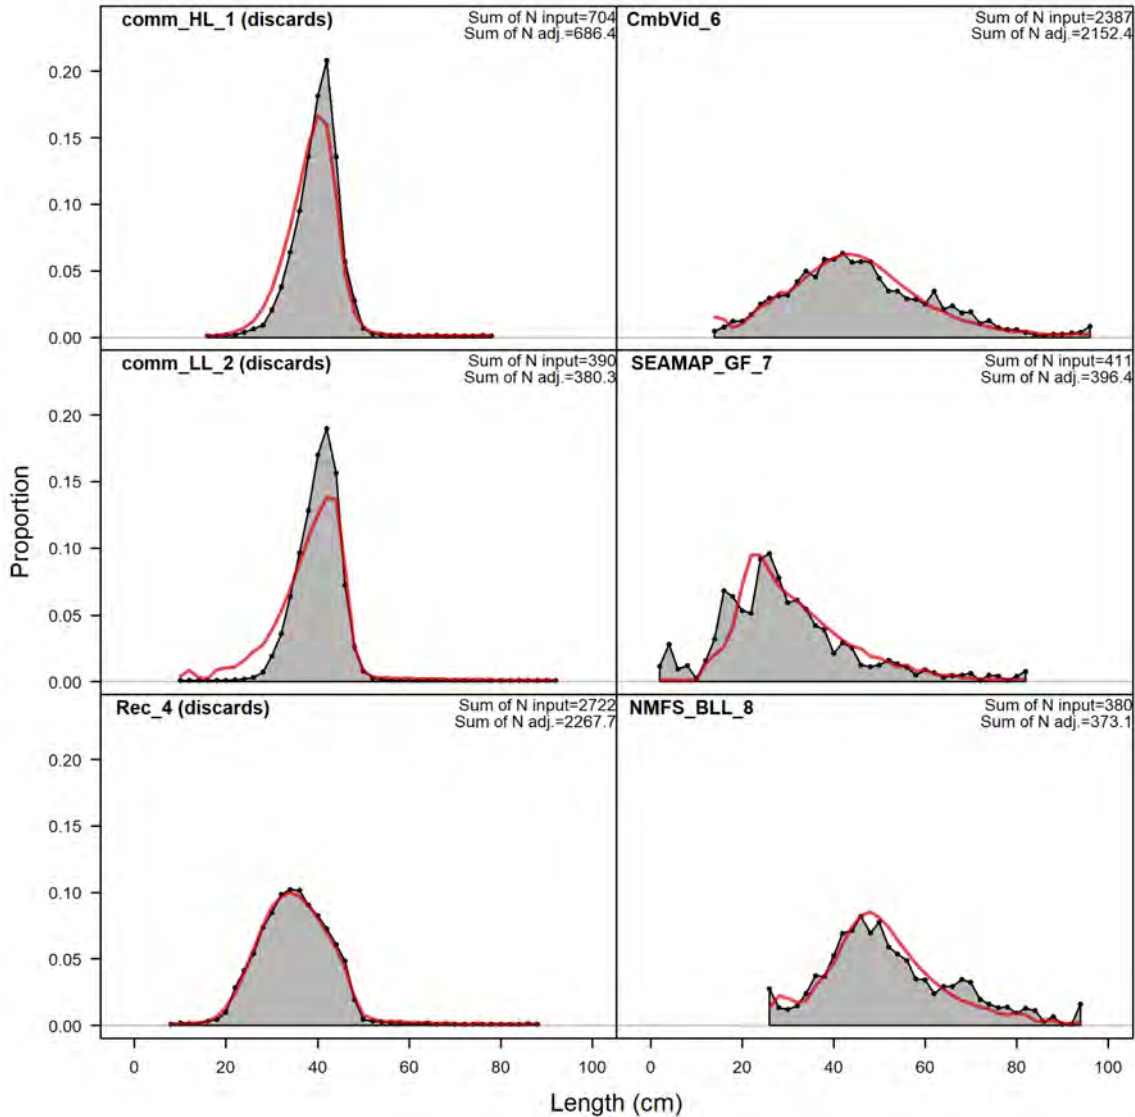 comm_HL_1 (discards)
Sum of N input=704
Sum of N adj.=686.4
CmbVid_6
Sum of N input=2387
Sum of N adj.=2152.4
0.20
0.15
0.10
0.05
0.00
comm_LL_2 (discards)
Sum of N input=390
Sum of N adj.=380.3
SEAMAP_GF_7
Sum of N input=411
Sum of N adj.=396.4
0.20
0.15
0.10
0.05
0.00
Rec_4 (discards)
Sum of N input=2722
Sum of N adj.=2267.7
NMFS_BLL_8
Sum of N input=380
Sum of N adj.=373.1
0.20
0.15
0.10
0.05
0.00
Proportion
0 20 40 60 80 100 0 20 40 60 80 100
Length (cm)